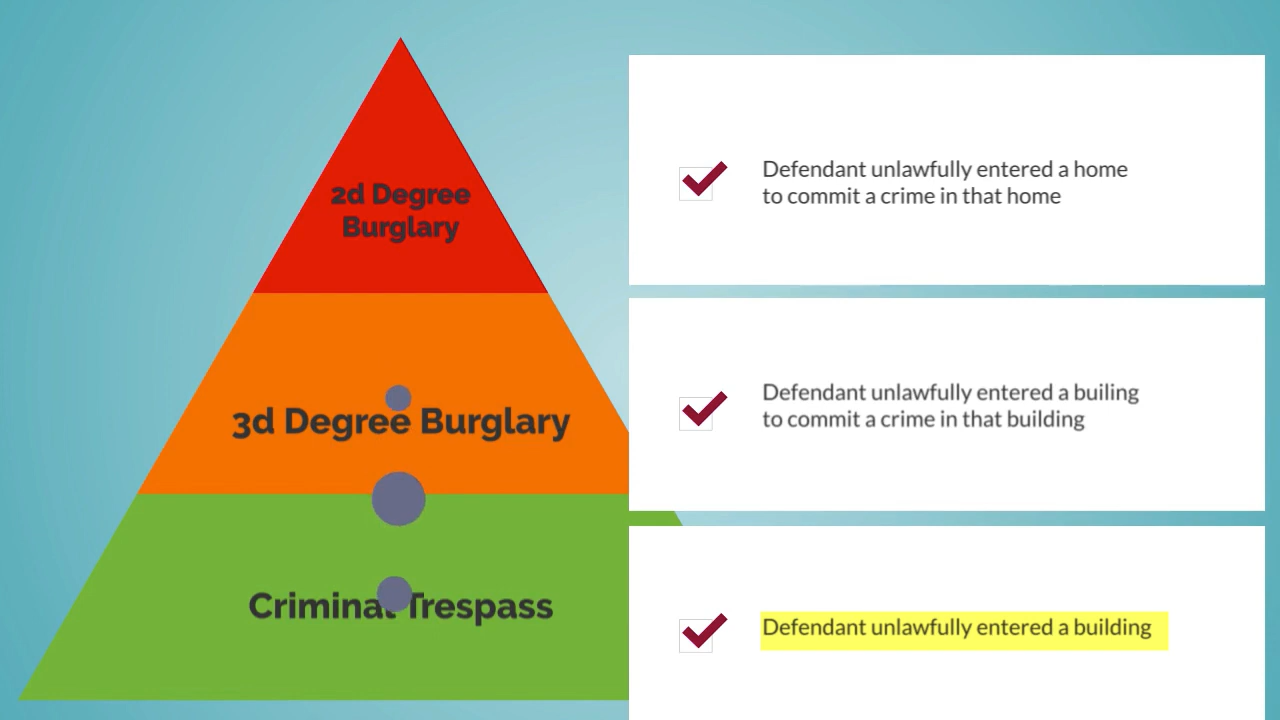 2d Degree
Burglary
3d Degree Burglary
Criminal Trespass
Defendant unlawfully entered a home
to commit a crime in that home
Defendant unlawfully entered a builing
to commit a crime in that building
Defendant unlawfully entered a building